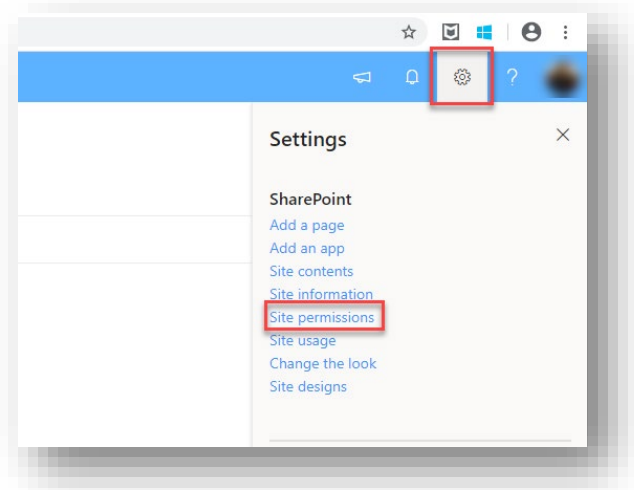 ?
Settings
SharePoint
Add a page
Add an app
Site contents
Site information
Site permissions
Site usage
Change the look
Site designs